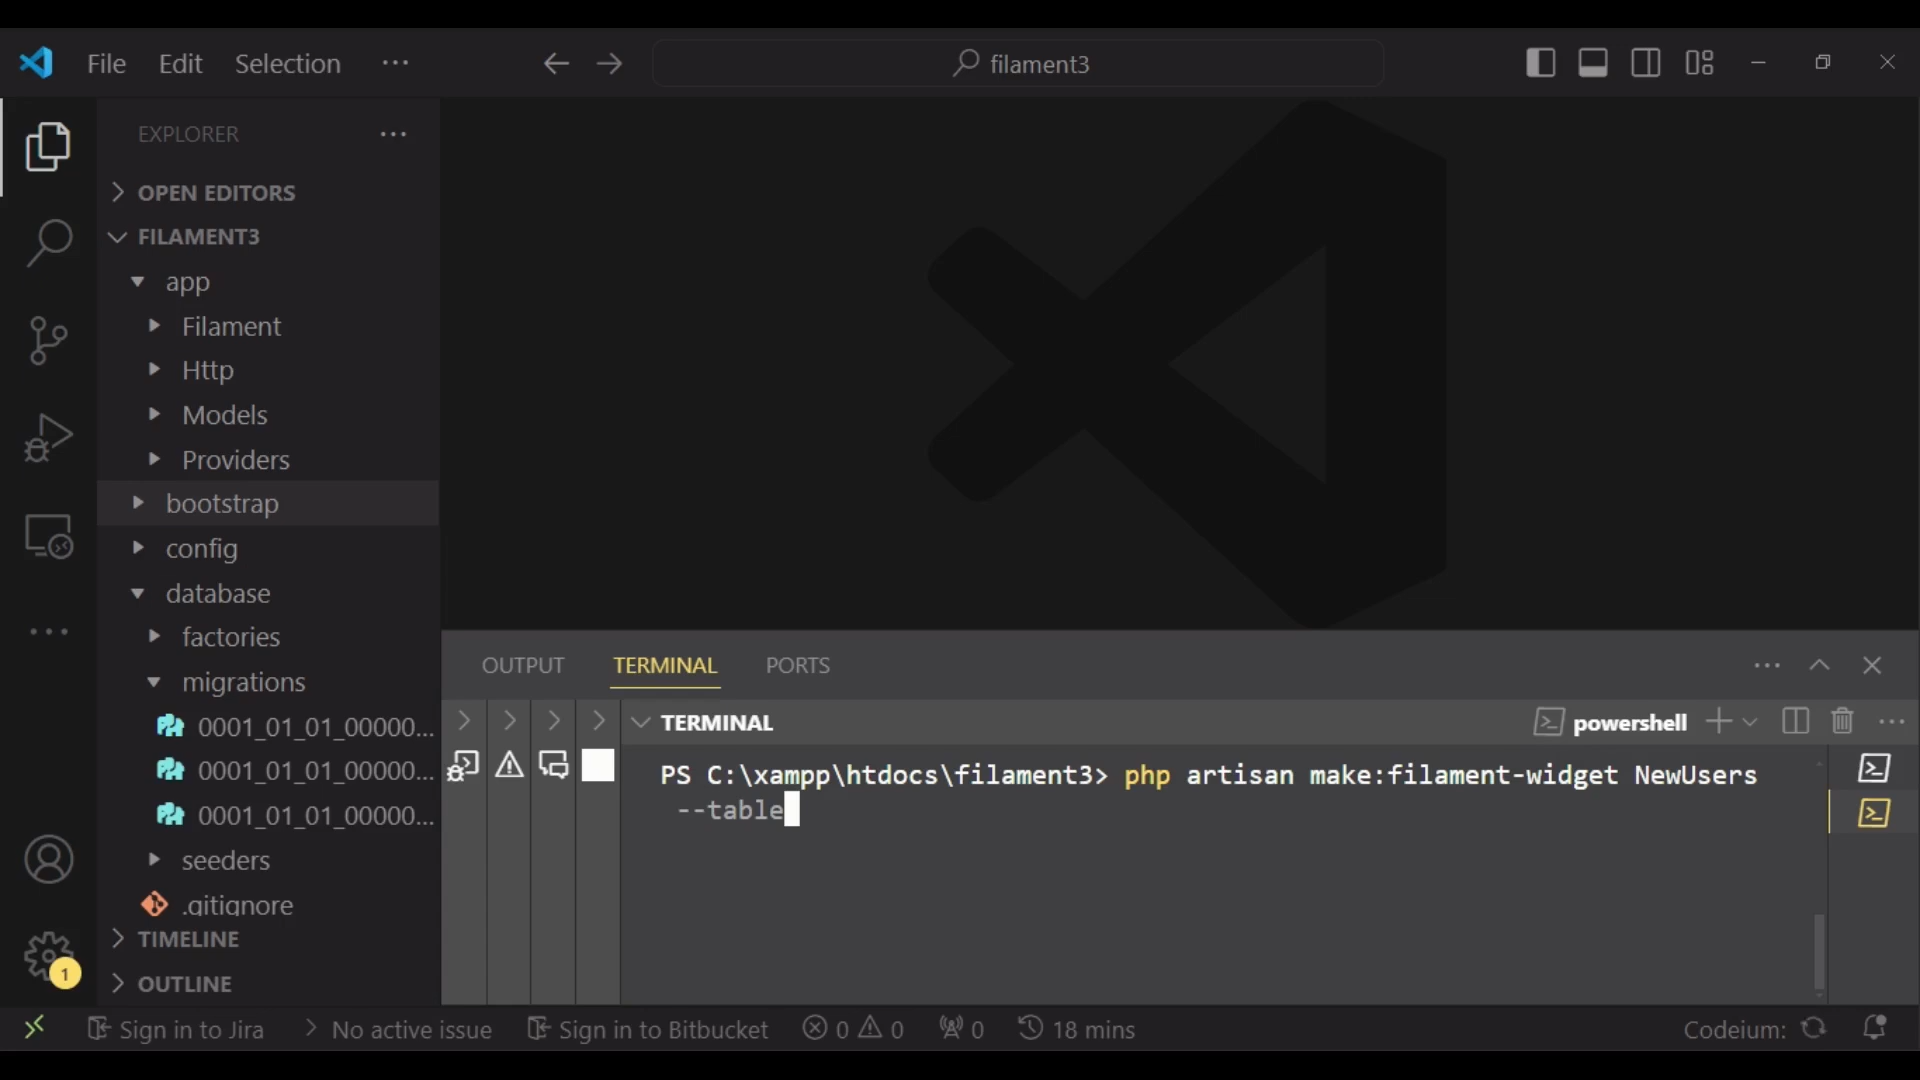 File Edit Selection ···
filament3
EXPLORER ···
OPEN EDITORS
FILAMENT3
app
Filament
Http
Models
Providers
bootstrap
config
database
factories
migrations
0001_01_01_00000...
0001_01_01_00000...
0001_01_01_00000...
seeders
.gitignore
TIMELINE
OUTLINE
1
OUTPUT TERMINAL PORTS
TERMINAL
powershell
PS C:\xampp\htdocs\filament3> php artisan make:filament-widget NewUsers
--table
Sign in to Jira No active issue Sign in to Bitbucket 0 0 0 18 mins Codeium: